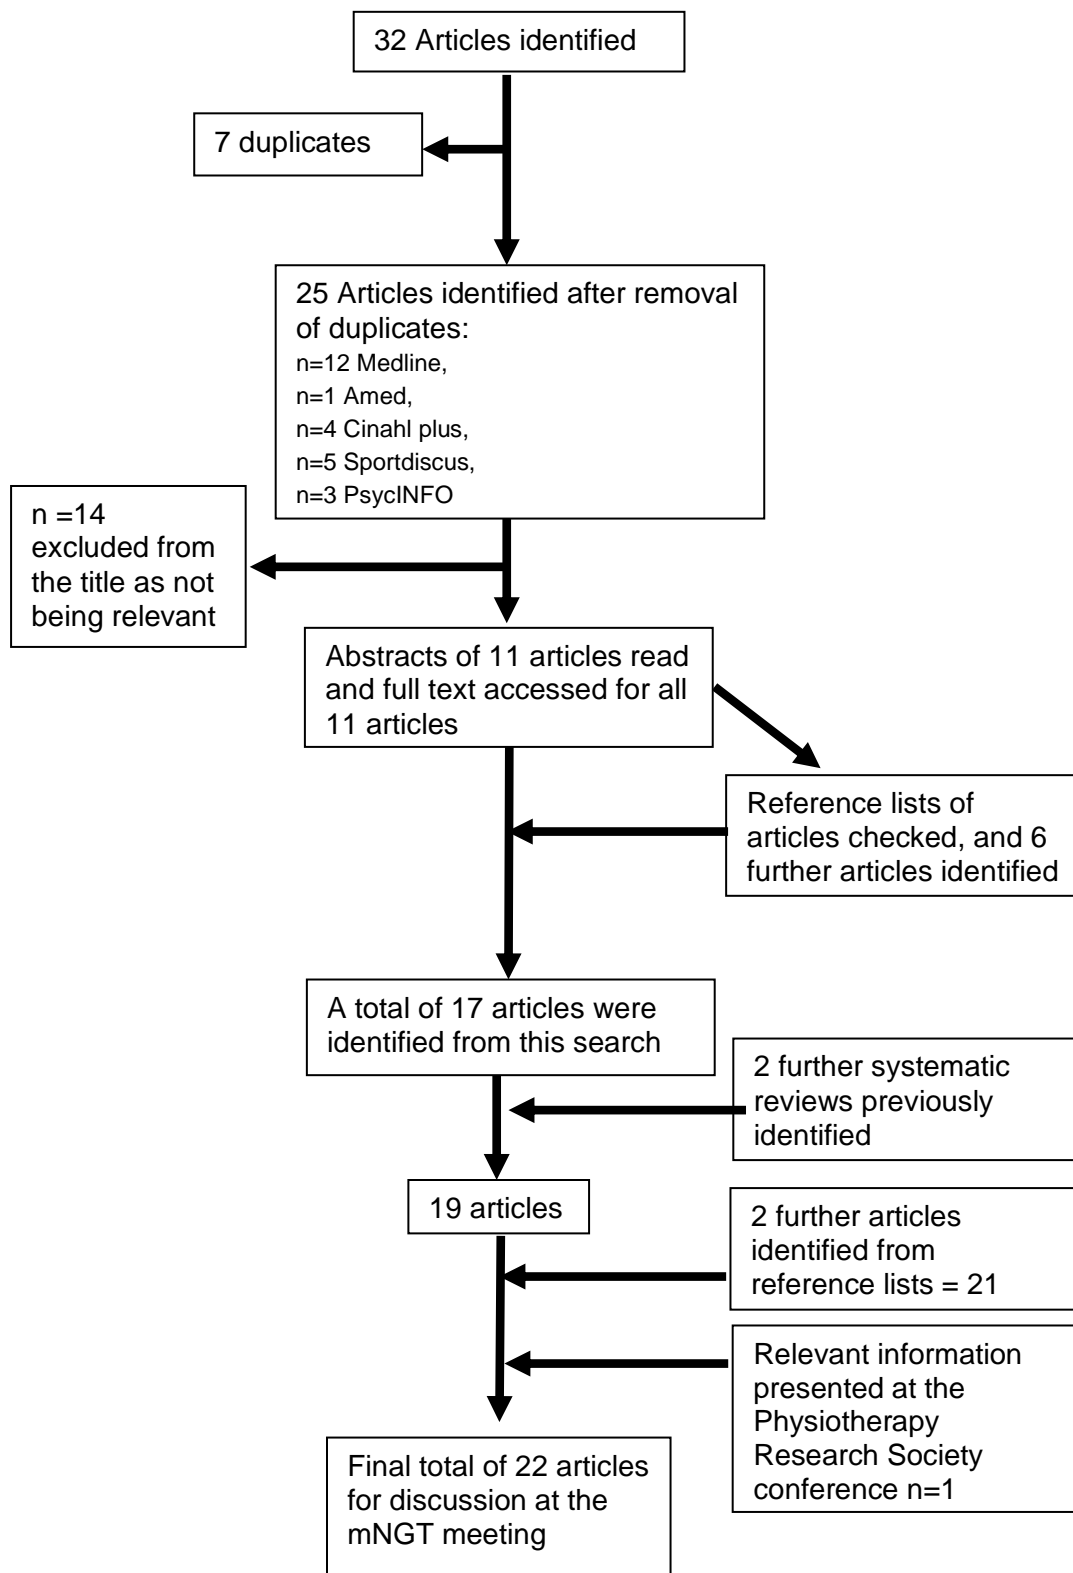 32 Articles identified
7 duplicates
25 Articles identified after removal
of duplicates:
n=12 Medline,
n=1 Amed,
n=4 Cinahl plus,
n=5 Sportdiscus,
n=3 PsycINFO
n =14
excluded from
the title as not
being relevant
Abstracts of 11 articles read
and full text accessed for all
11 articles
Reference lists of
articles checked, and 6
further articles identified
A total of 17 articles were
identified from this search
2 further systematic
reviews previously
identified
19 articles
2 further articles
identified from
reference lists = 21
Relevant information
presented at the
Physiotherapy
Research Society
conference n=1
Final total of 22 articles
for discussion at the
mNGT meeting